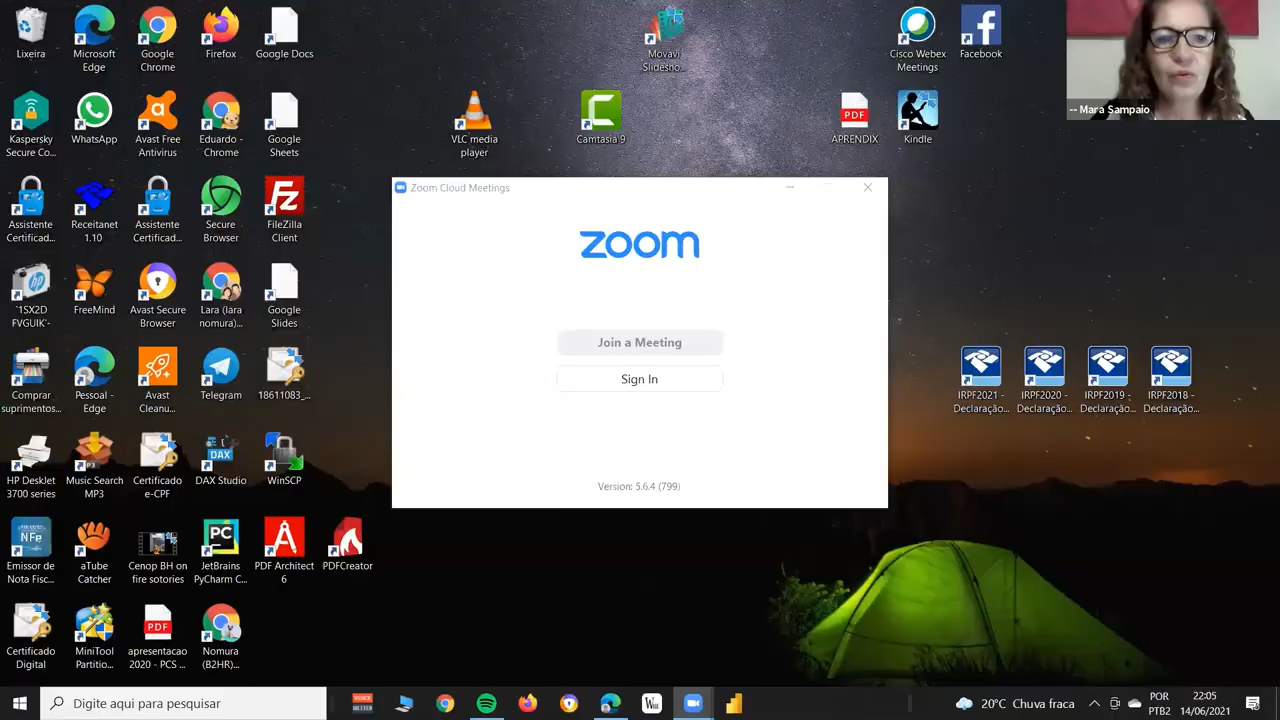 Lixeira
Microsoft
Edge
Google
Chrome
Firefox
Google Docs
Movavi
Slidesho...
Cisco Webex
Meetings
Facebook
-- Mara Sampaio
Kaspersky
Secure Co...
WhatsApp
Avast Free
Antivirus
Eduardo -
Chrome
Google
Sheets
VLC media
player
Camtasia 9
PDF
APRENDIX
Kindle
Assistente
Certificad...
Receitanet
1.10
Assistente
Certificad...
Secure
Browser
FileZilla
Client
Zoom Cloud Meetings
zoom
Join a Meeting
Sign In
Version: 5.6.4 (799)
'1SX2D
FVGUIK'-
FreeMind
Avast Secure
Browser
Lara (lara
nomura)...
Google
Slides
Comprar
suprimentos...
Pessoal -
Edge
Avast
Cleanu...
Telegram
18611083_...
IRPF2021 -
Declaração...
IRPF2020 -
Declaração...
IRPF2019 -
Declaração...
IRPF2018 -
Declaração...
HP Deskjet
3700 series
Music Search
MP3
Certificado
e-CPF
DAX
DAX Studio
WinSCP
NFe
Emissor de
Nota Fisc...
aTube
Catcher
Cenop BH on
fire sotories
PC
JetBrains
PyCharm C...
PDF Architect
6
PDFCreator
Certificado
Digital
MiniTool
Partitio...
PDF
apresentacao
2020 - PCS ...
Nomura
(B2HR)...
Digite aqui para pesquisar
20°C Chuva fraca
POR
PTB2
22:05
14/06/2021